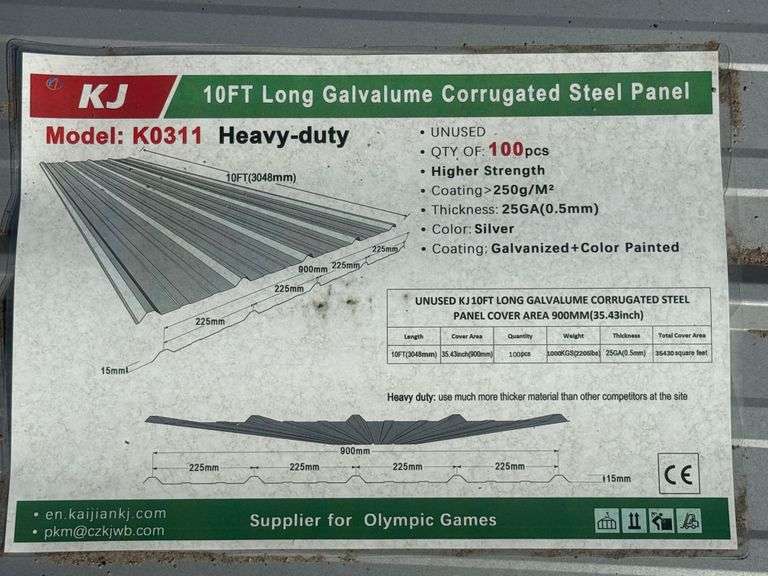 KJ
10FT Long Galvalume Corrugated Steel Panel
Model: K0311 Heavy-duty
• UNUSED
• QTY OF: 100pcs
• Higher Strength
• Coating>250g/M²
• Thickness: 25GA(0.5mm)
• Color: Silver
• Coating: Galvanized+Color Painted
10FT(3048mm)
225mm
225mm
900mm
225mm
225mm
15mm
UNUSED KJ 10FT LONG GALVALUME CORRUGATED STEEL
PANEL COVER AREA 900MM(35.43inch)
Length Cover Area Quantity Weight Thickness Total Cover Area
10FT(3048mm) 35.43inch(900mm) 100pcs 1000KGS(2205lbs) 25GA(0.5mm) 35430 square feet
Heavy duty: use much more thicker material than other competitors at the site
900mm
225mm 225mm 225mm 225mm
15mm
CE
• en.kaijiankj.com
• pkm@czkjwb.com
Supplier for Olympic Games